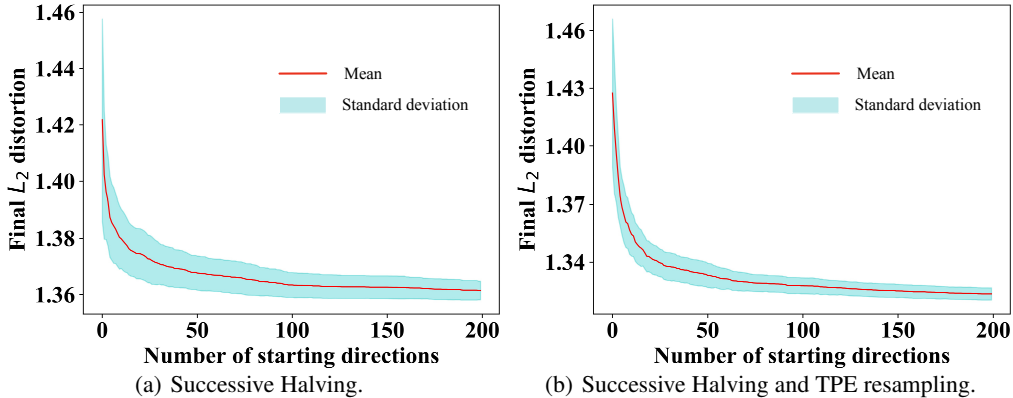 1.46
1.44
1.42
1.40
1.38
1.36
Final L₂ distortion
Mean
Standard deviation
0 50 100 150 200
Number of starting directions
(a) Successive Halving.
1.46
1.43
1.40
1.37
1.34
Final L₂ distortion
Mean
Standard deviation
0 50 100 150 200
Number of starting directions
(b) Successive Halving and TPE resampling.